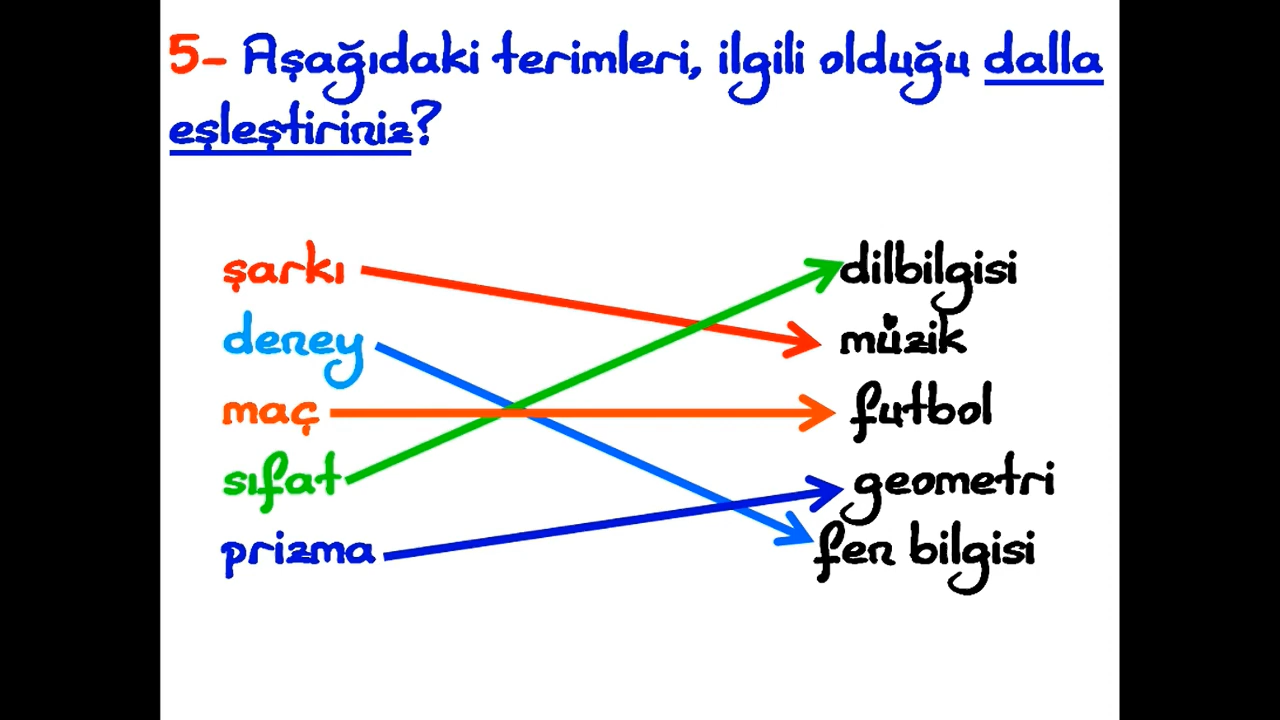 5- Aşağıdaki terimleri, ilgili olduğu dalla
eşleştiriniz?
şarkı
dilbilgisi
deney
müzik
maç
futbol
sıfat
geometri
prizma
fen bilgisi